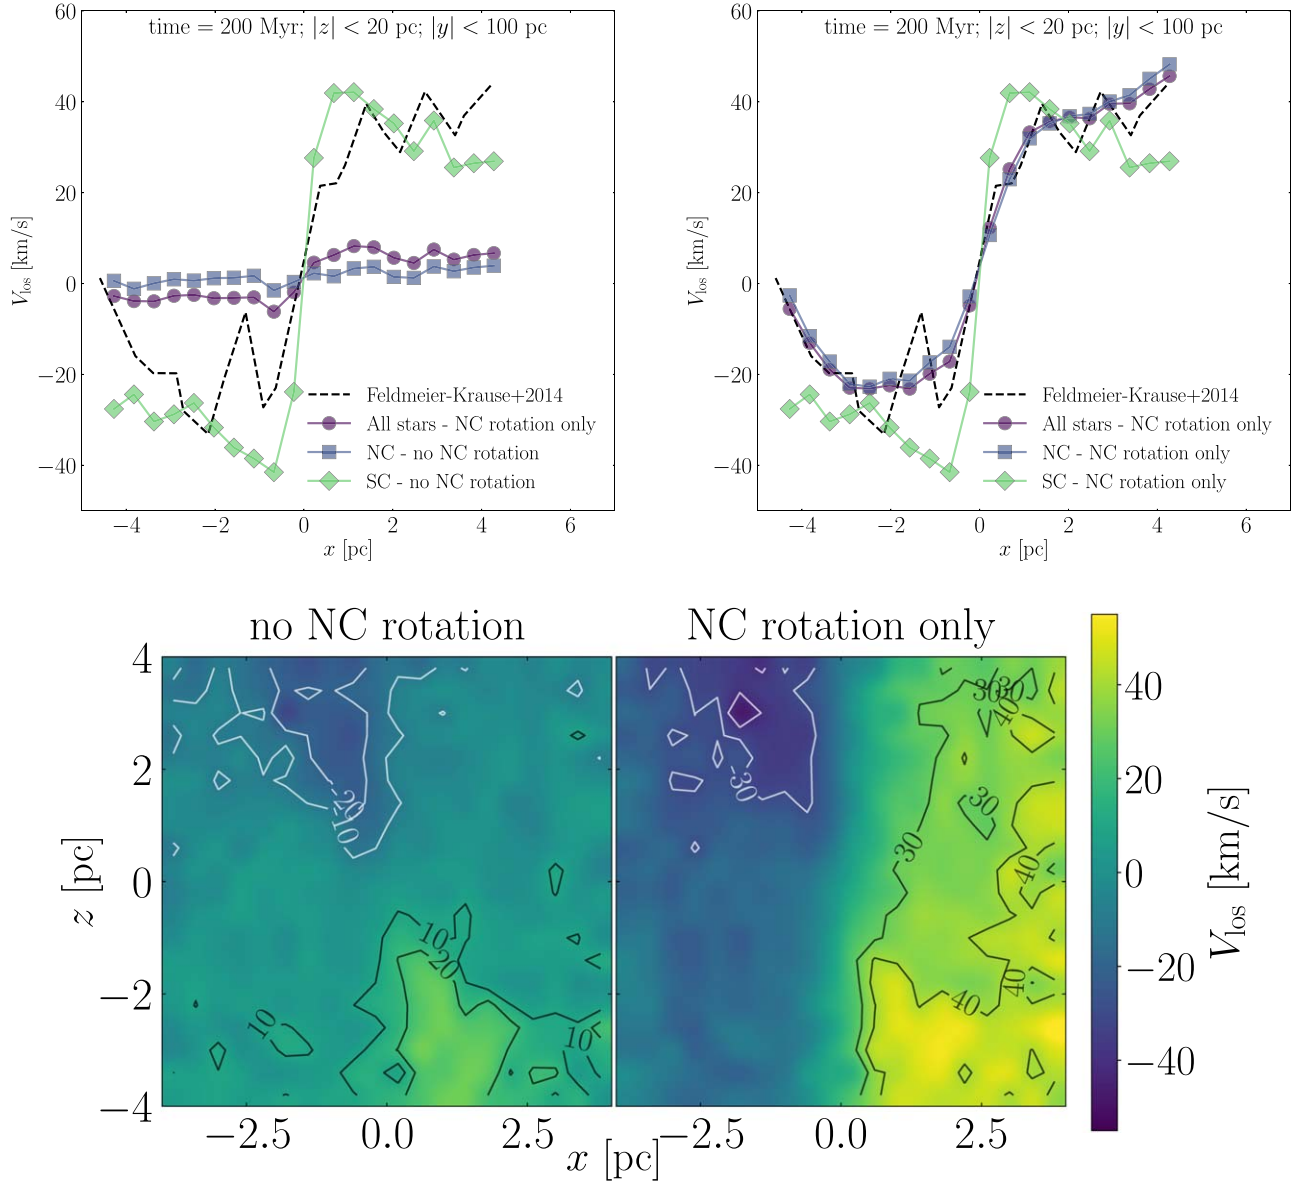 time = 200 Myr; |z| < 20 pc; |y| < 100 pc
60
40
20
0
−20
−40
V_los [km/s]
−4 −2 0 2 4 6
x [pc]
Feldmeier-Krause+2014
All stars - NC rotation only
NC - no NC rotation
SC - no NC rotation
time = 200 Myr; |z| < 20 pc; |y| < 100 pc
60
40
20
0
−20
−40
V_los [km/s]
−4 −2 0 2 4 6
x [pc]
Feldmeier-Krause+2014
All stars - NC rotation only
NC - NC rotation only
SC - NC rotation only
no NC rotation
NC rotation only
4
2
0
−2
−4
z [pc]
-20
-10
10
20
10
10
-30
30
30
40
30
30
40
40
40
−2.5 0.0 2.5
−2.5 0.0 2.5
x [pc]
40
20
0
−20
−40
V_los [km/s]